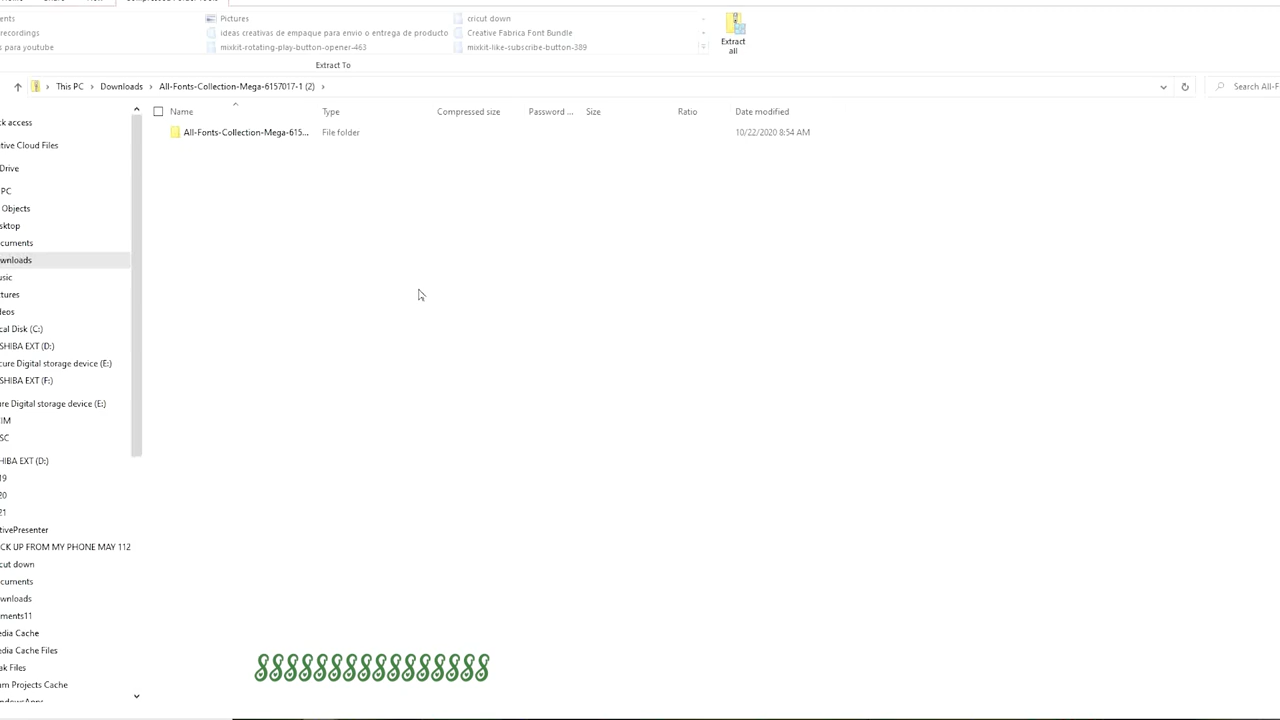 Compressed Folder Tools
ents
Pictures
cricut down
recordings
ideas creativas de empaque para envio o entrega de producto
Creative Fabrica Font Bundle
s para youtube
mixkit-rotating-play-button-opener-463
mixkit-like-subscribe-button-389
Extract all
Extract To
This PC > Downloads > All-Fonts-Collection-Mega-6157017-1 (2) >
Search All-F
Name Type Compressed size Password ... Size Ratio Date modified
All-Fonts-Collection-Mega-615... File folder 10/22/2020 8:54 AM
ck access
tive Cloud Files
Drive
PC
Objects
sktop
cuments
wnloads
usic
tures
deos
cal Disk (C:)
SHIBA EXT (D:)
cure Digital storage device (E:)
SHIBA EXT (F:)
re Digital storage device (E:)
IM
SC
HIBA EXT (D:)
19
20
21
tivePresenter
CK UP FROM MY PHONE MAY 112
cut down
cuments
wnloads
ments11
edia Cache
edia Cache Files
ak Files
am Projects Cache